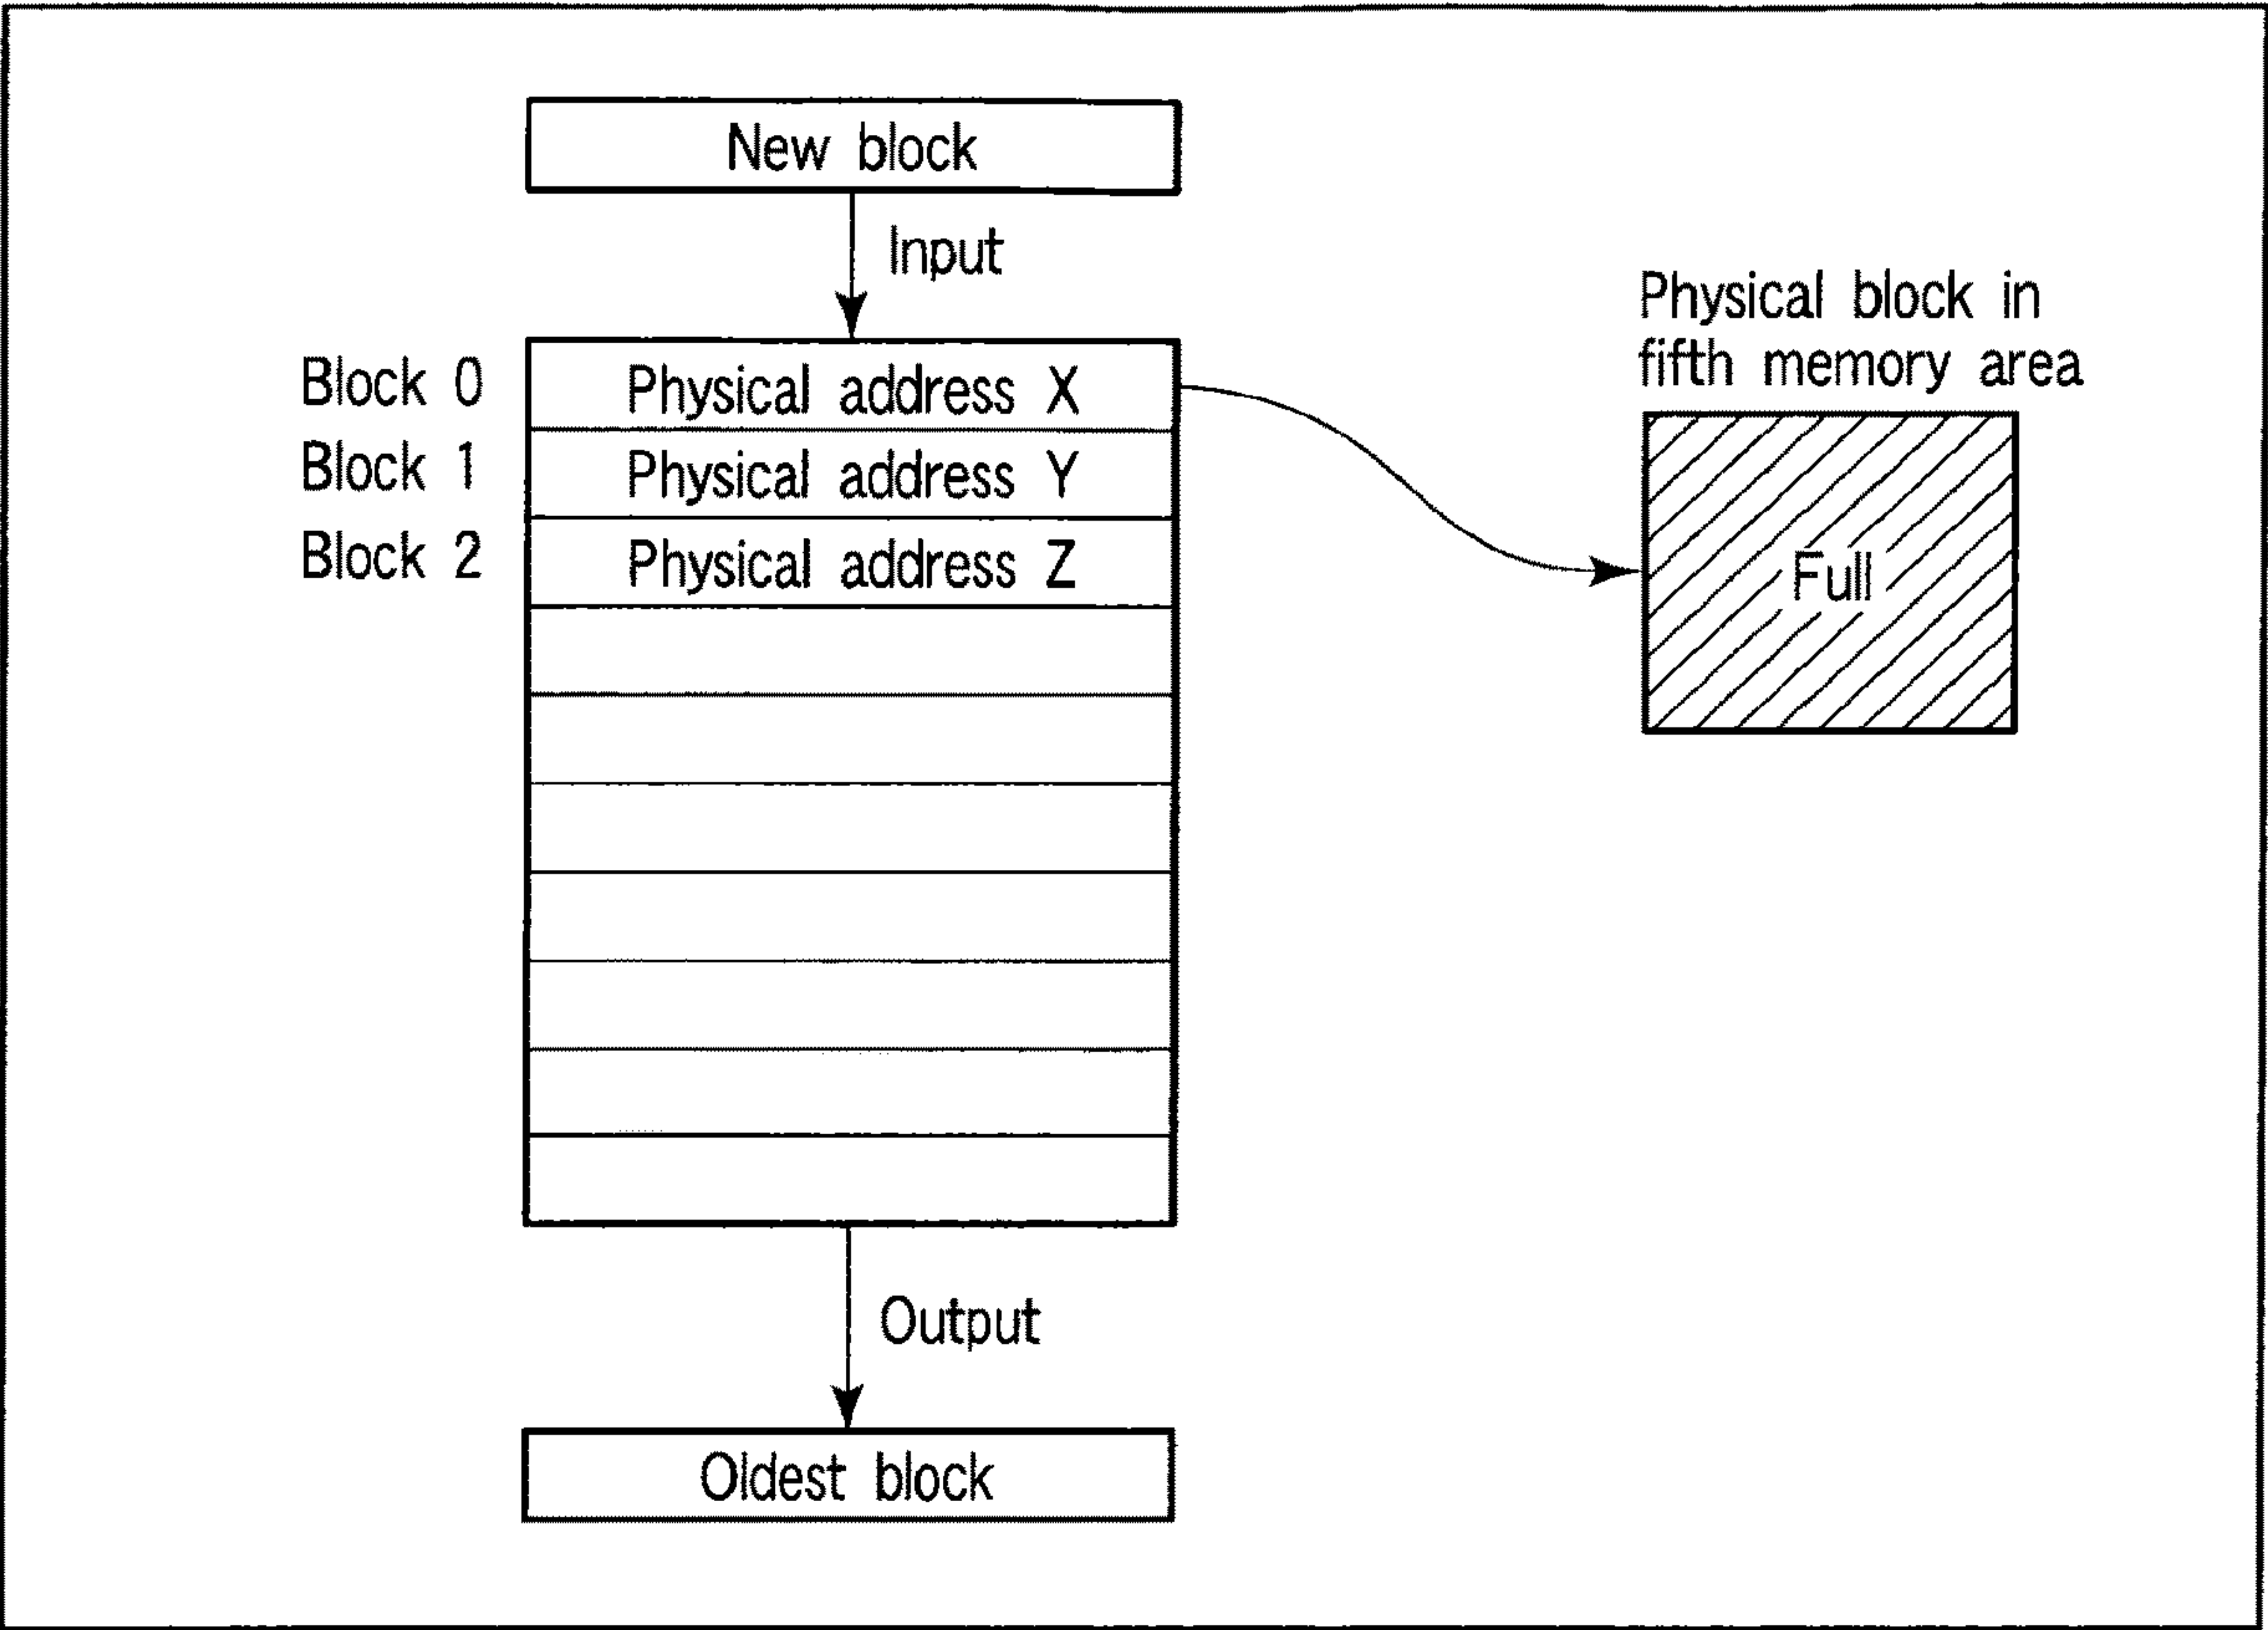 New block
Input
Physical block in
fifth memory area
Block 0 Physical address X
Block 1 Physical address Y
Block 2 Physical address Z
Full
Output
Oldest block